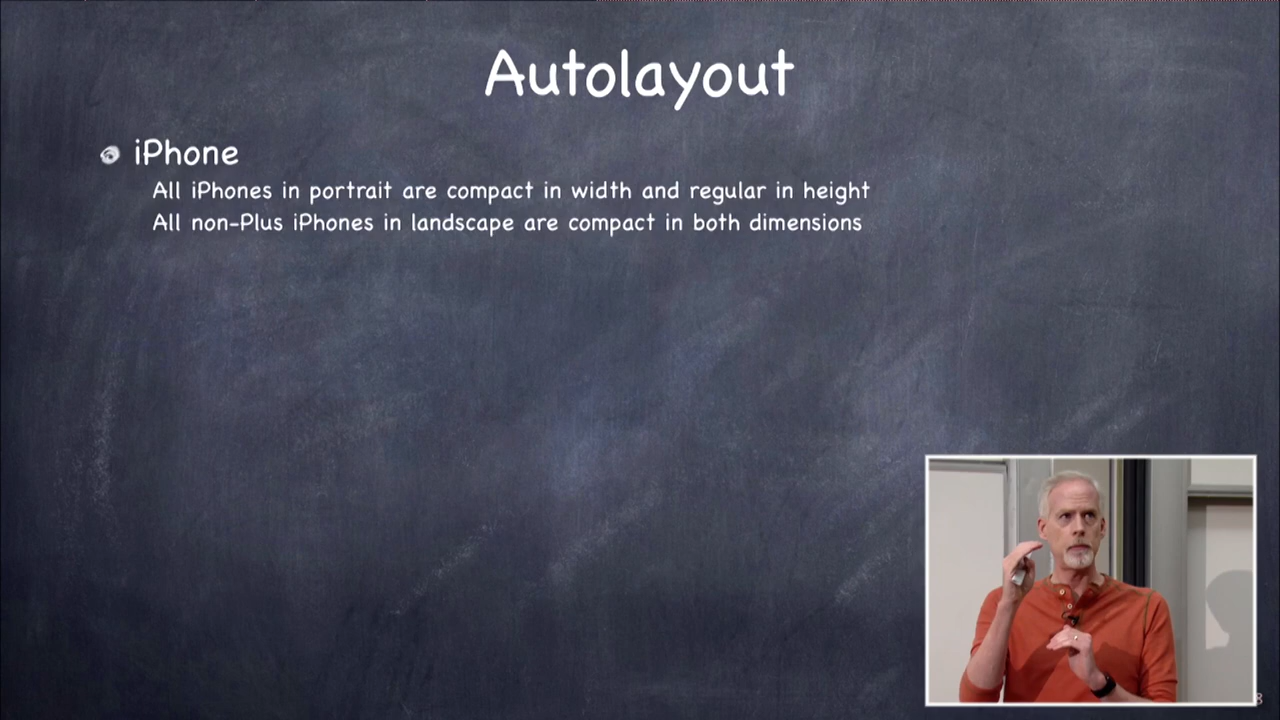 Autolayout
iPhone
All iPhones in portrait are compact in width and regular in height
All non-Plus iPhones in landscape are compact in both dimensions